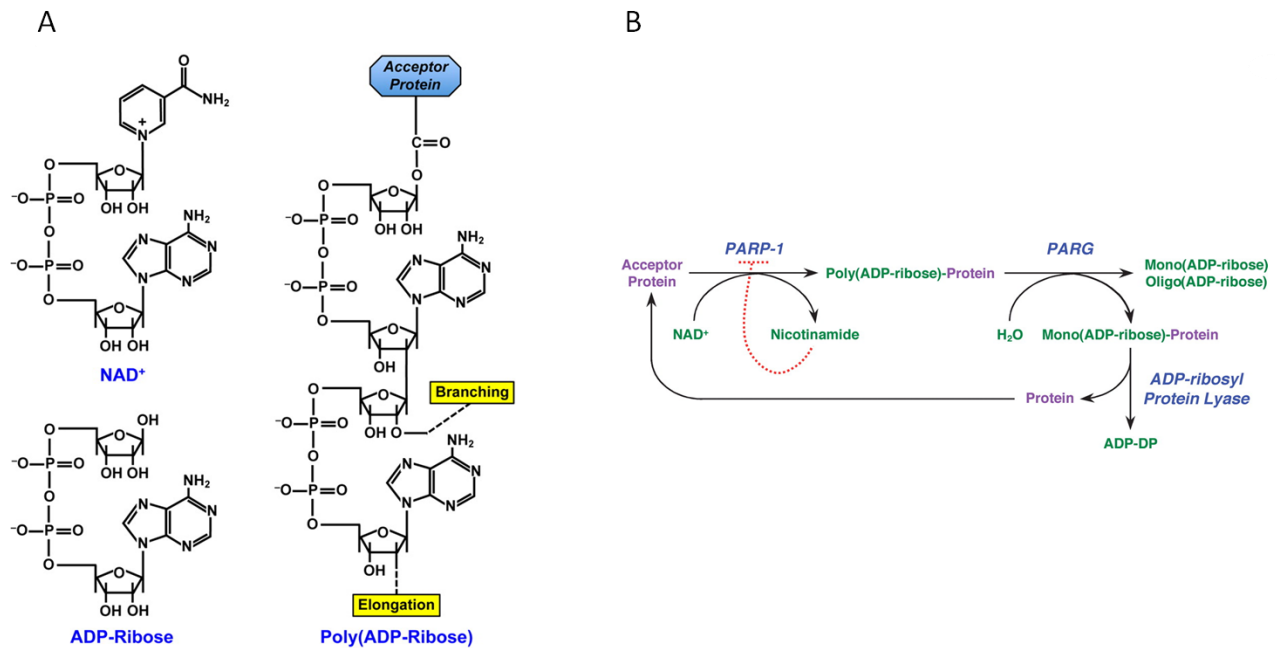 A
B
O
NH2
+
N
O
O
–O–P=O
OH OH
O
NH2
N
N
–O–P=O
N
N
O
O
OH OH
NAD+
OH
O
O
–O–P=O
OH OH
O
NH2
N
N
–O–P=O
N
N
O
O
OH OH
ADP-Ribose
Acceptor
Protein
C=O
O
O
O
–O–P=O
OH OH
O
NH2
N
N
–O–P=O
N
N
O
O
OH
Branching
O
O
–O–P=O
OH O
O
NH2
N
N
–O–P=O
N
N
O
O
OH
Elongation
Poly(ADP-Ribose)
PARP-1
PARG
Acceptor
Protein
Poly(ADP-ribose)-Protein
Mono(ADP-ribose)
Oligo(ADP-ribose)
NAD+
Nicotinamide
H2O
Mono(ADP-ribose)-Protein
ADP-ribosyl
Protein Lyase
Protein
ADP-DP